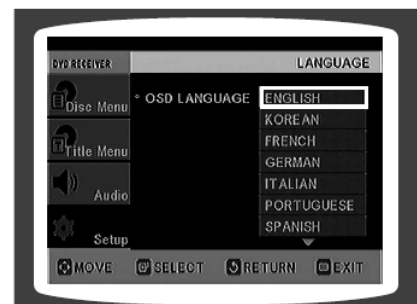 DVD RECEIVER LANGUAGE
Disc Menu
Title Menu
Audio
Setup
• OSD LANGUAGE
ENGLISH
KOREAN
FRENCH
GERMAN
ITALIAN
PORTUGUESE
SPANISH
MOVE SELECT RETURN EXIT